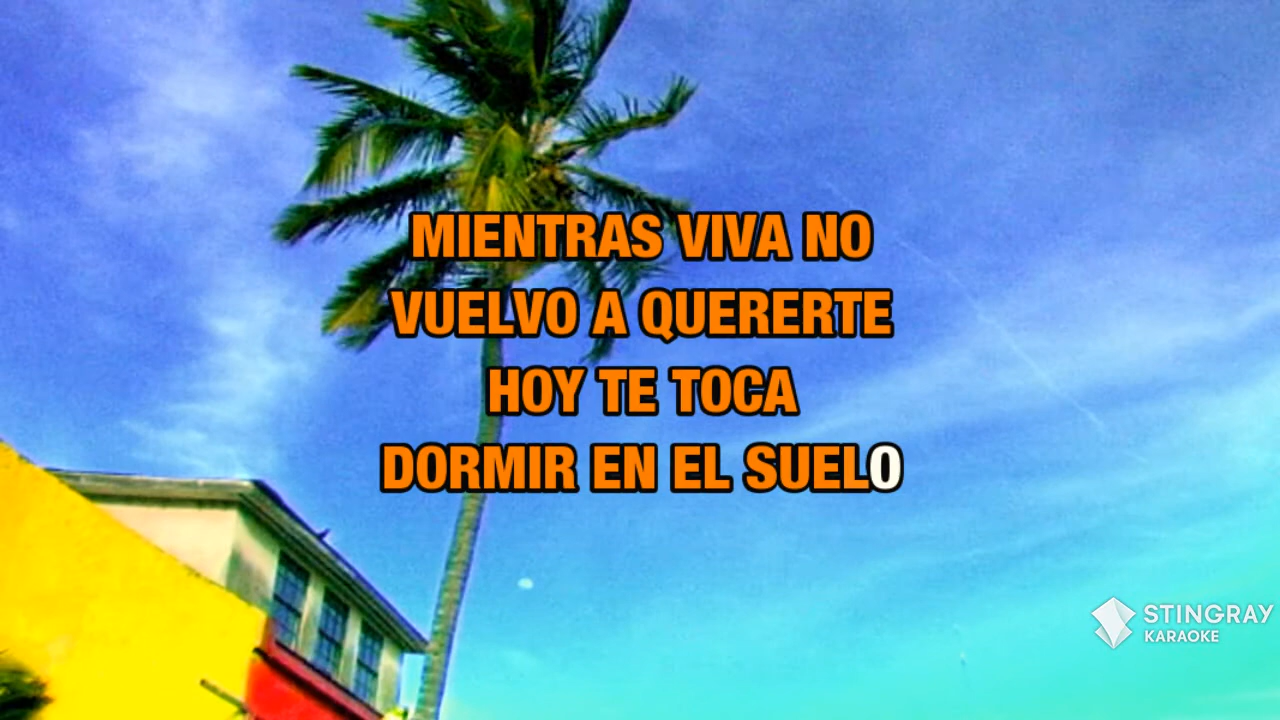 MIENTRAS VIVA NO
VUELVO A QUERERTE
HOY TE TOCA
DORMIR EN EL SUELO
STINGRAY
KARAOKE